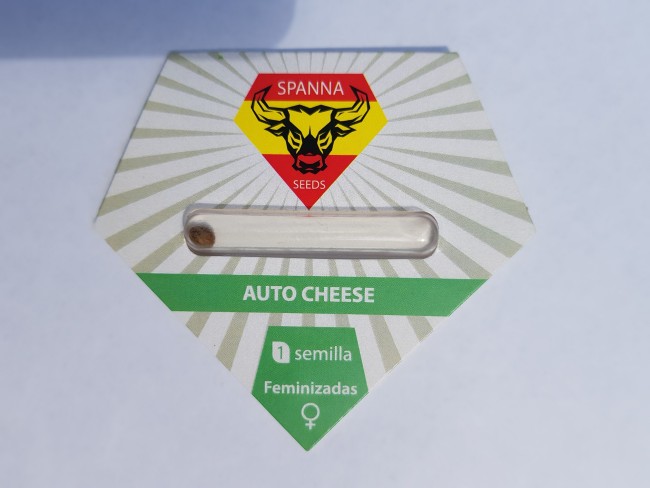 SPANNA
SEEDS
AUTO CHEESE
1 semilla
Feminizadas